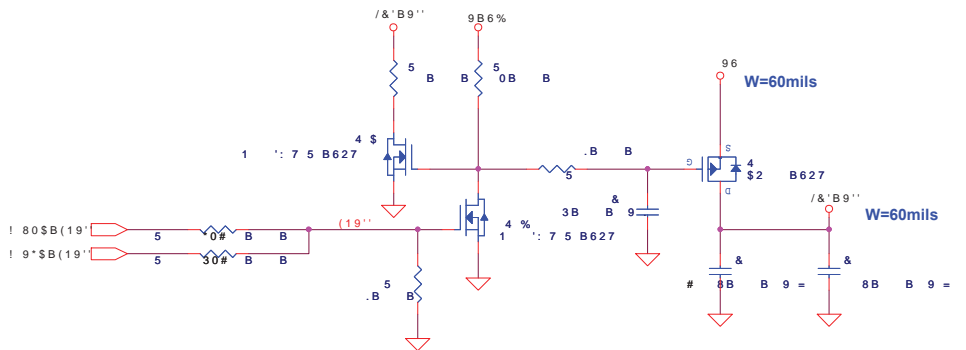 /&'B9''
9B6%
5
B B
5
0B B
96
W=60mils
4 $
1 ': 7 5 B627
.B B
5
S
G
D
4
$2 B627
/&'B9''
W=60mils
&
3B B 9
4 %
1 ': 7 5 B627
! 80$B(19''
5 *0# B B
(19''
! 9*$B(19''
5 30# B B
5
.B B
&
# 8B B 9 =
&
8B B 9 =